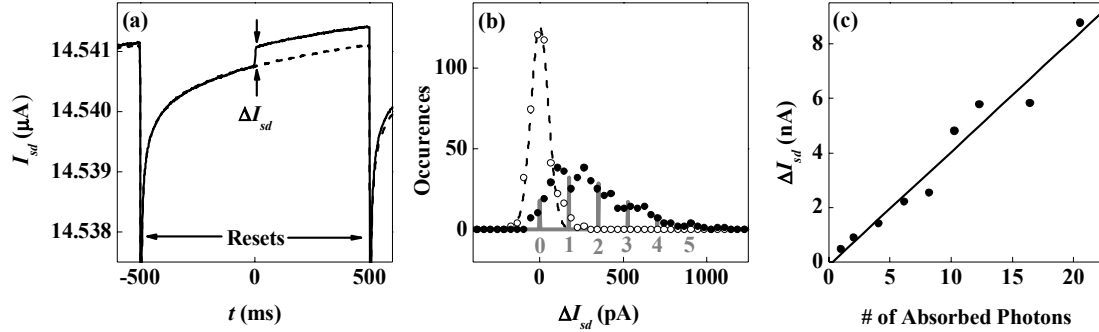 (a)
14.541
14.540
14.539
14.538
I_sd (μA)
ΔI_sd
Resets
-500
0
500
t (ms)
(b)
100
50
0
Occurences
0 1 2 3 4 5
0
500
1000
ΔI_sd (pA)
(c)
8
6
4
2
0
ΔI_sd (nA)
0
5
10
15
20
# of Absorbed Photons